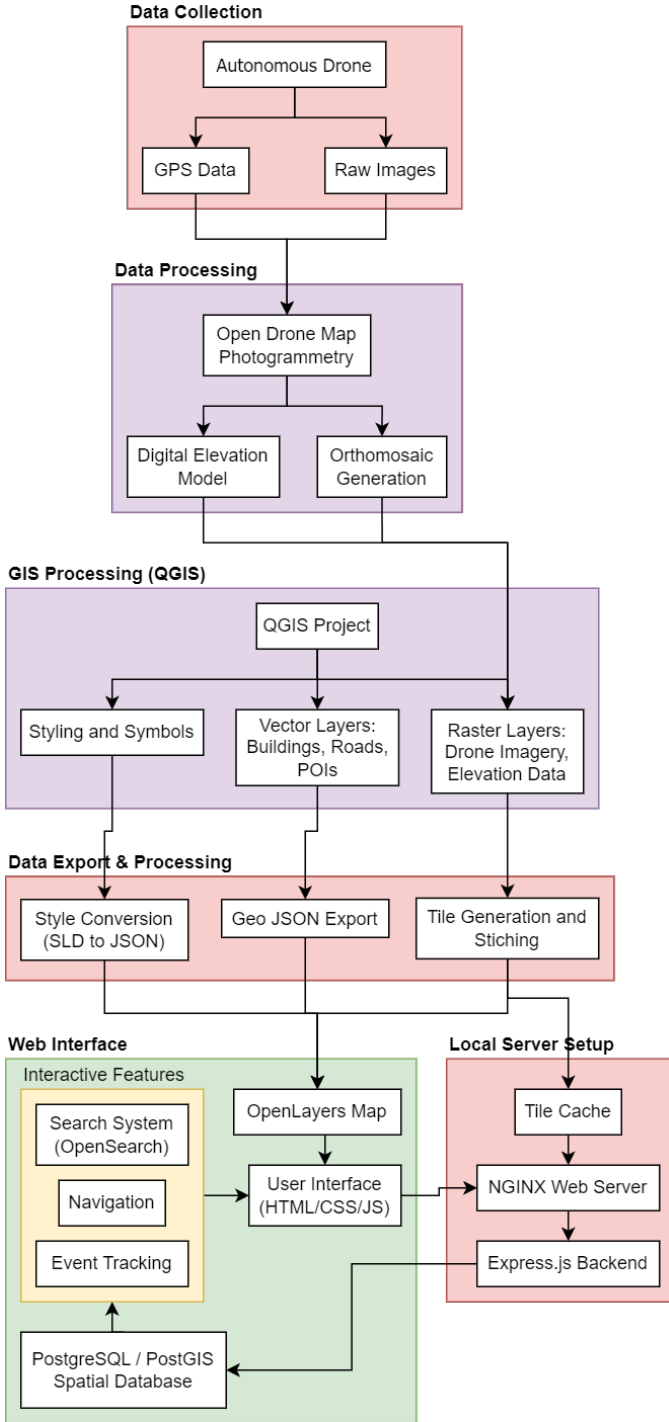 Data Collection
Autonomous Drone
GPS Data
Raw Images
Data Processing
Open Drone Map
Photogrammetry
Digital Elevation
Model
Orthomosaic
Generation
GIS Processing (QGIS)
QGIS Project
Styling and Symbols
Vector Layers:
Buildings, Roads,
POIs
Raster Layers:
Drone Imagery,
Elevation Data
Data Export & Processing
Style Conversion
(SLD to JSON)
Geo JSON Export
Tile Generation and
Stiching
Web Interface
Interactive Features
Search System
(OpenSearch)
Navigation
Event Tracking
OpenLayers Map
User Interface
(HTML/CSS/JS)
PostgreSQL / PostGIS
Spatial Database
Local Server Setup
Tile Cache
NGINX Web Server
Express.js Backend